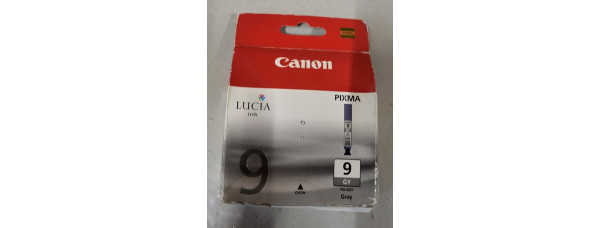 Canon
LUCIA
ink
PIXMA
9
9
GY
OPEN
Gray